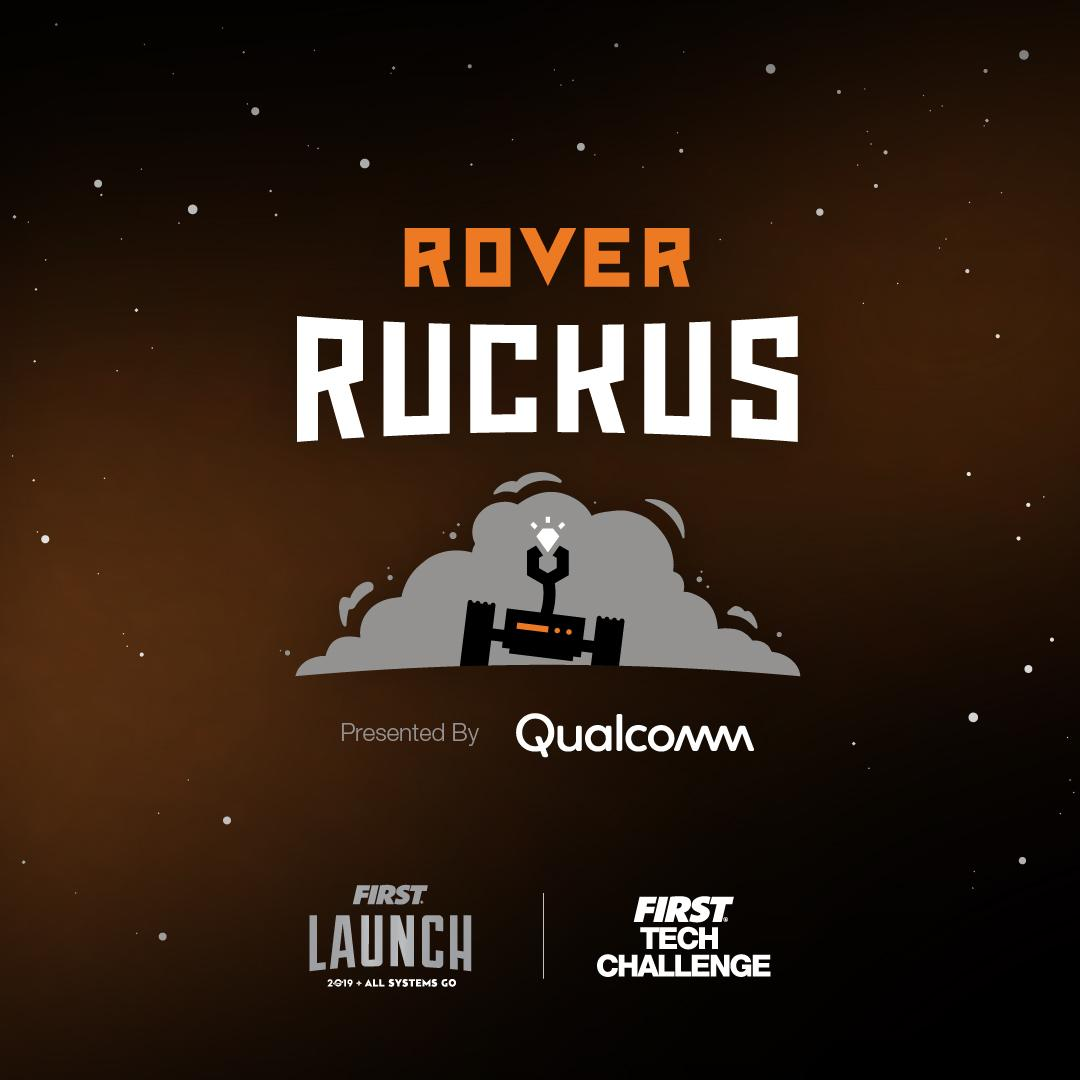 ROVER
RUCKUS
Presented By Qualcomm
FIRST®
LAUNCH
2019 + ALL SYSTEMS GO
FIRST®
TECH
CHALLENGE